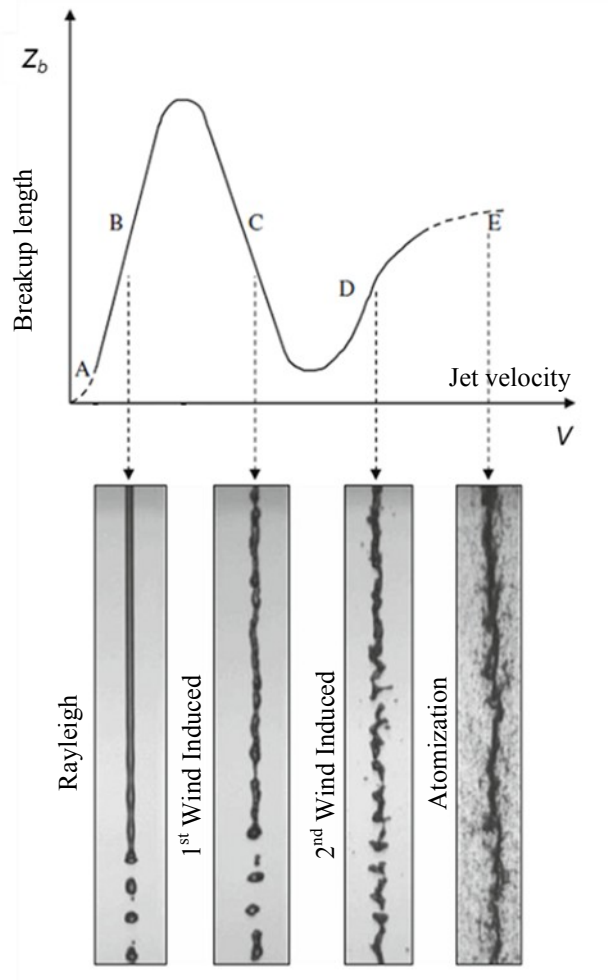 Z_b
Breakup length
A
B
C
D
E
Jet velocity
V
Rayleigh
1st Wind Induced
2nd Wind Induced
Atomization